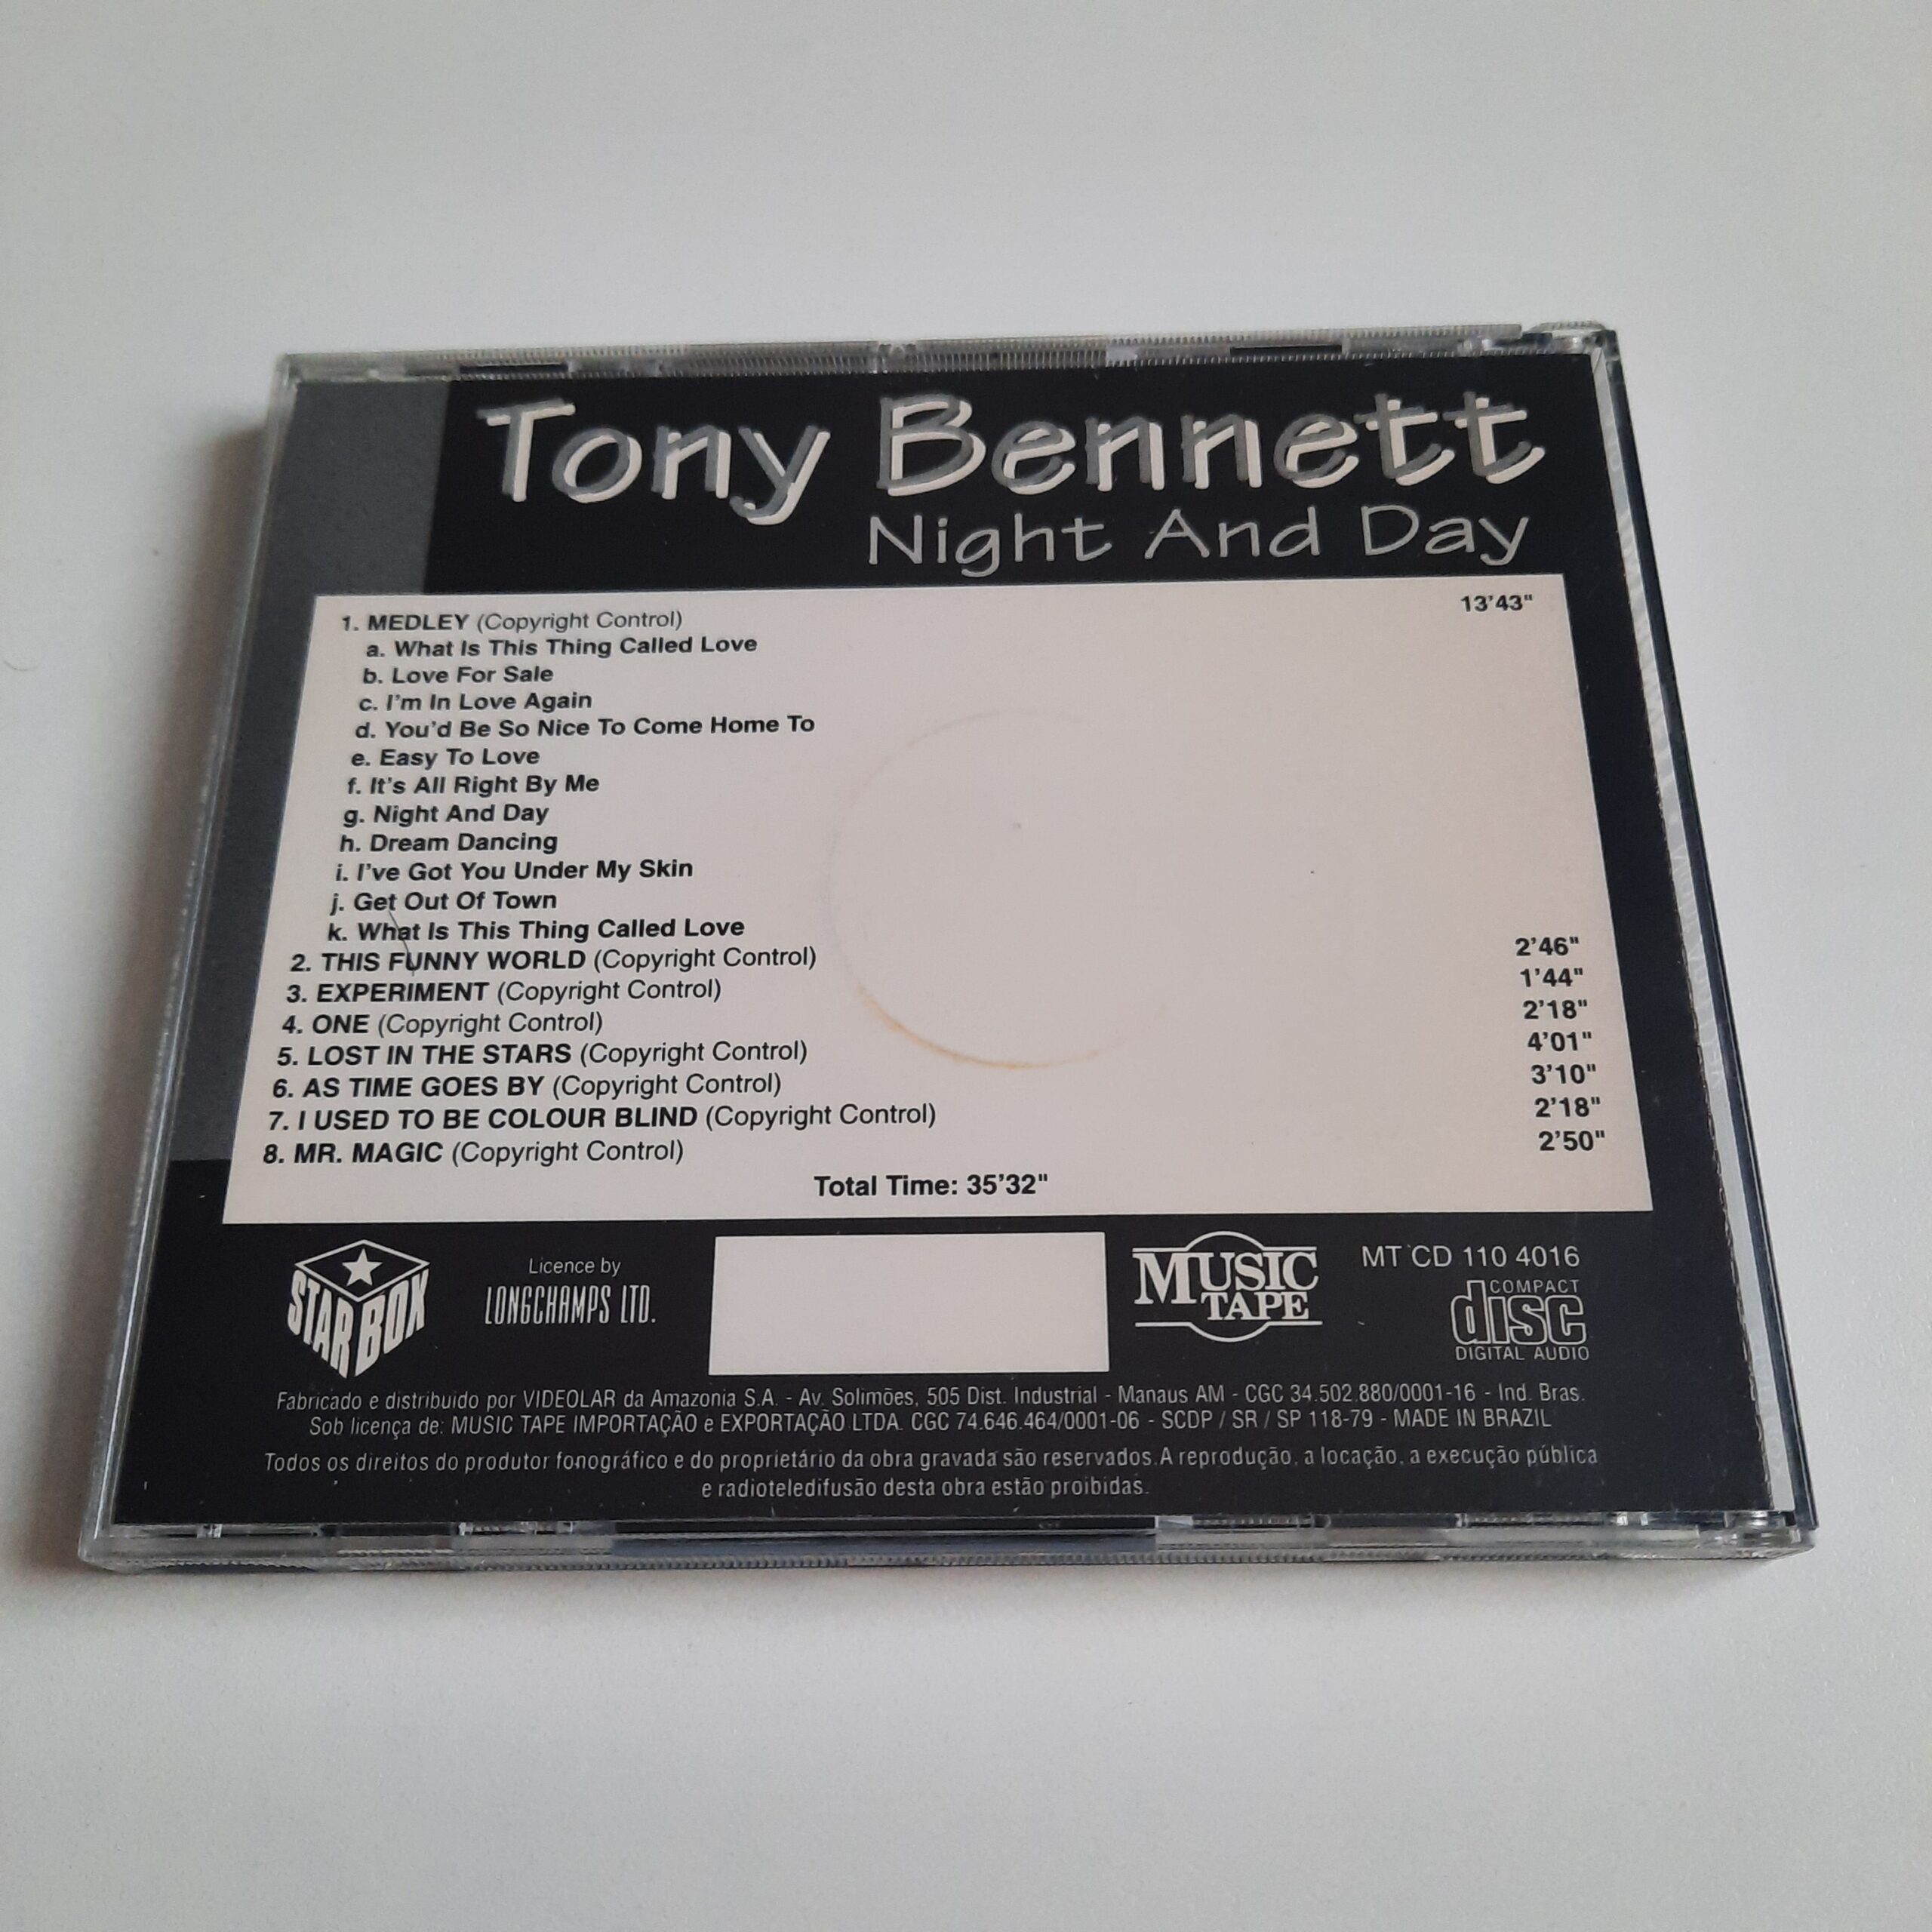 Tony Bennett
Night And Day
1. MEDLEY (Copyright Control) 13'43"
a. What Is This Thing Called Love
b. Love For Sale
c. I'm In Love Again
d. You'd Be So Nice To Come Home To
e. Easy To Love
f. It's All Right By Me
g. Night And Day
h. Dream Dancing
i. I've Got You Under My Skin
j. Get Out Of Town
k. What Is This Thing Called Love
2. THIS FUNNY WORLD (Copyright Control) 2'46"
3. EXPERIMENT (Copyright Control) 1'44"
4. ONE (Copyright Control) 2'18"
5. LOST IN THE STARS (Copyright Control) 4'01"
6. AS TIME GOES BY (Copyright Control) 3'10"
7. I USED TO BE COLOUR BLIND (Copyright Control) 2'18"
8. MR. MAGIC (Copyright Control) 2'50"
Total Time: 35'32"
STAR BOX
Licence by
LONGCHAMPS LTD.
MUSIC
TAPE
MT CD 110 4016
COMPACT
disc
DIGITAL AUDIO
Fabricado e distribuido por VIDEOLAR da Amazonia S.A. - Av. Solimões, 505 Dist. Industrial - Manaus AM - CGC 34.502.880/0001-16 - Ind. Bras.
Sob licença de: MUSIC TAPE IMPORTAÇÃO e EXPORTAÇÃO LTDA. CGC 74.646.464/0001-06 - SCDP / SR / SP 118-79 - MADE IN BRAZIL
Todos os direitos do produtor fonográfico e do proprietário da obra gravada são reservados. A reprodução, a locação, a execução pública
e radioteledifusão desta obra estão proibidas.